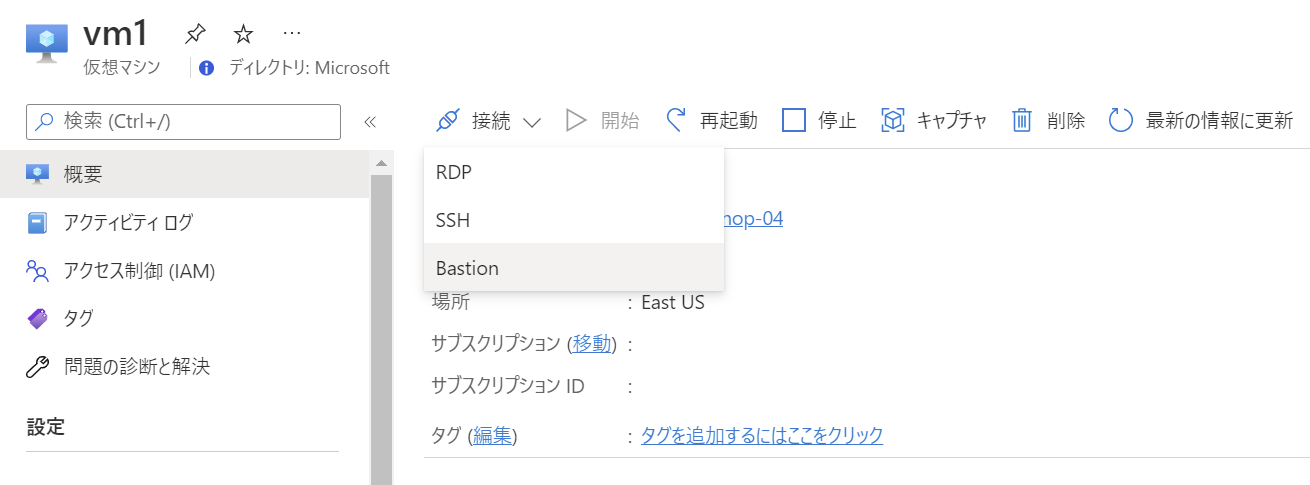 vm1
仮想マシン
ディレクトリ: Microsoft
検索 (Ctrl+/)
«
接続
開始
再起動
停止
キャプチャ
削除
最新の情報に更新
概要
アクティビティ ログ
アクセス制御 (IAM)
タグ
問題の診断と解決
設定
RDP
SSH
Bastion
nop-04
場所 : East US
サブスクリプション (移動) :
サブスクリプション ID :
タグ (編集) : タグを追加するにはここをクリック